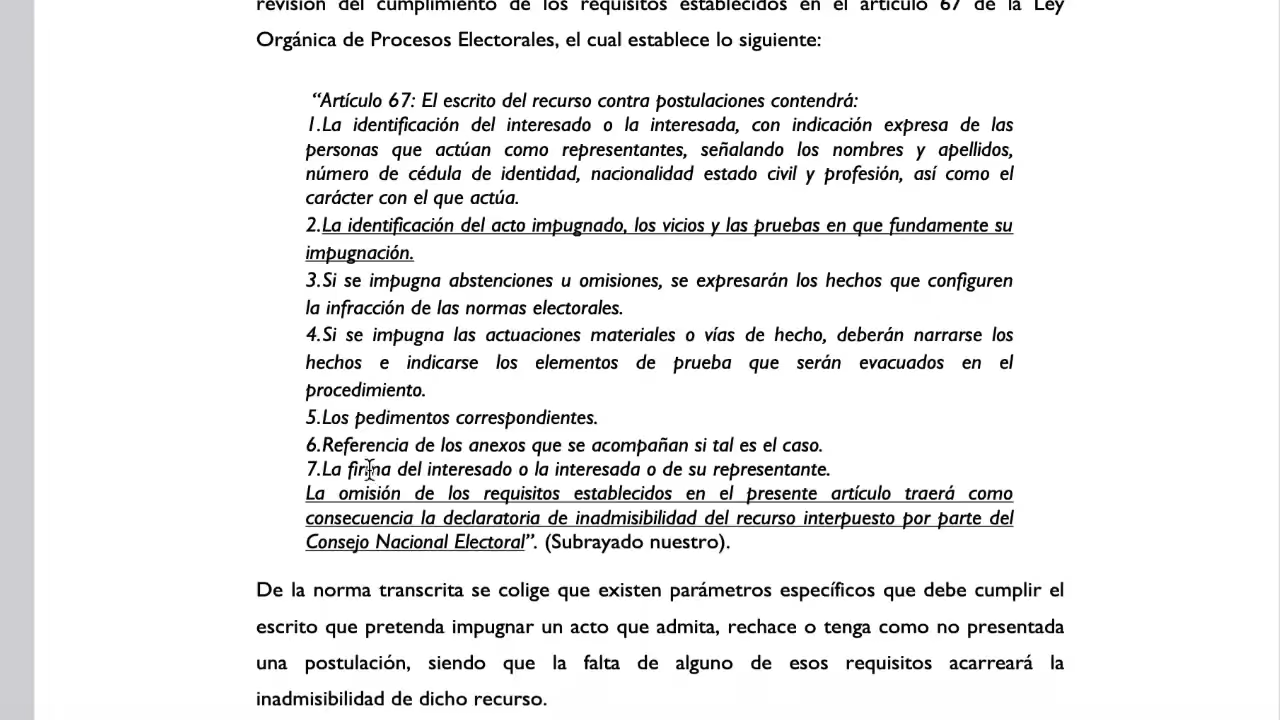 revisión del cumplimiento de los requisitos establecidos en el artículo 67 de la Ley
Orgánica de Procesos Electorales, el cual establece lo siguiente:
“Artículo 67: El escrito del recurso contra postulaciones contendrá:
1.La identificación del interesado o la interesada, con indicación expresa de las
personas que actúan como representantes, señalando los nombres y apellidos,
número de cédula de identidad, nacionalidad estado civil y profesión, así como el
carácter con el que actúa.
2.La identificación del acto impugnado, los vicios y las pruebas en que fundamente su
impugnación.
3.Si se impugna abstenciones u omisiones, se expresarán los hechos que configuren
la infracción de las normas electorales.
4.Si se impugna las actuaciones materiales o vías de hecho, deberán narrarse los
hechos e indicarse los elementos de prueba que serán evacuados en el
procedimiento.
5.Los pedimentos correspondientes.
6.Referencia de los anexos que se acompañan si tal es el caso.
7.La firma del interesado o la interesada o de su representante.
La omisión de los requisitos establecidos en el presente artículo traerá como
consecuencia la declaratoria de inadmisibilidad del recurso interpuesto por parte del
Consejo Nacional Electoral”. (Subrayado nuestro).
De la norma transcrita se colige que existen parámetros específicos que debe cumplir el
escrito que pretenda impugnar un acto que admita, rechace o tenga como no presentada
una postulación, siendo que la falta de alguno de esos requisitos acarreará la
inadmisibilidad de dicho recurso.